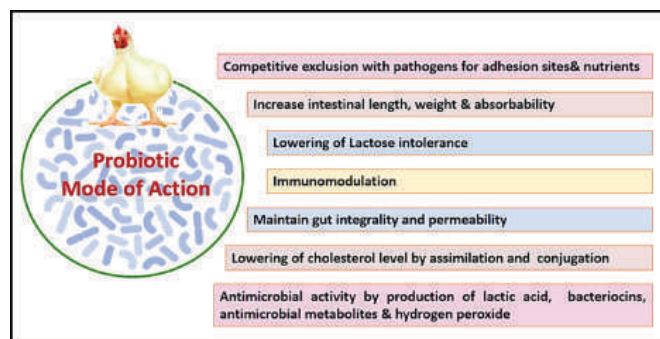 Probiotic
Mode of Action
Competitive exclusion with pathogens for adhesion sites& nutrients
Increase intestinal length, weight & absorbability
Lowering of Lactose intolerance
Immunomodulation
Maintain gut integrality and permeability
Lowering of cholesterol level by assimilation and conjugation
Antimicrobial activity by production of lactic acid, bacteriocins,
antimicrobial metabolites & hydrogen peroxide